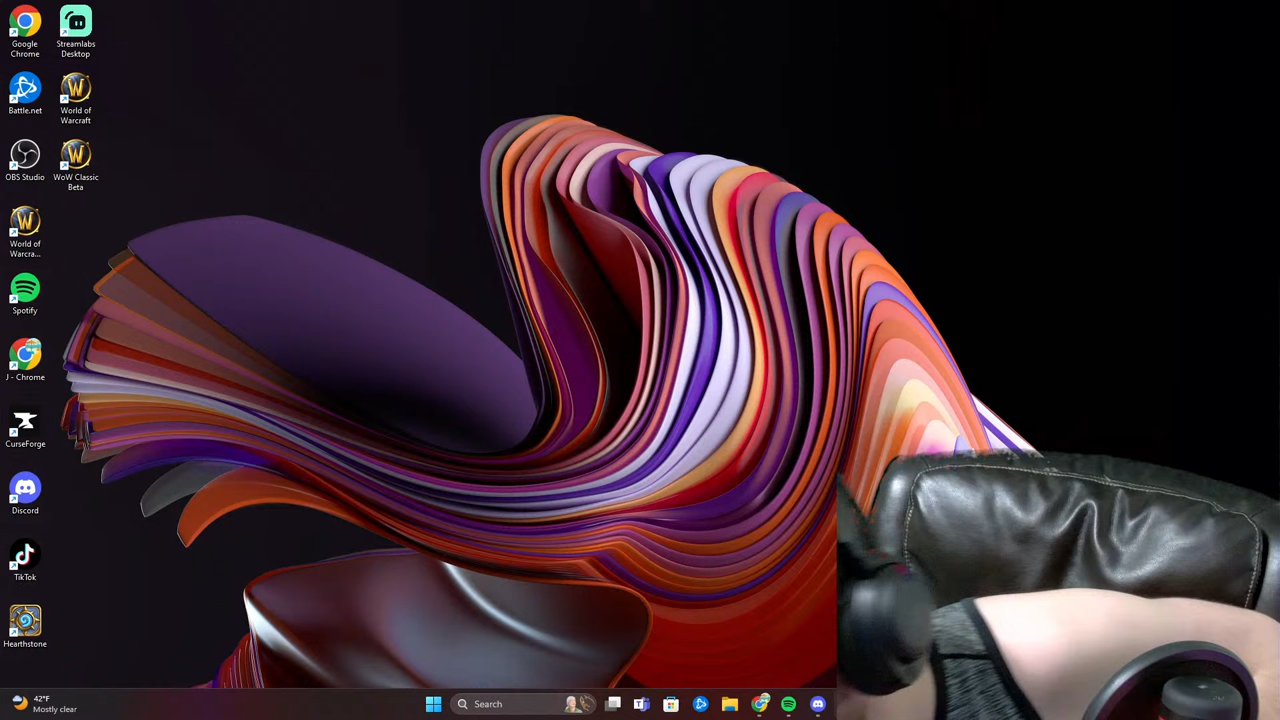 Google
Chrome
Streamlabs
Desktop
Battle.net
World of
Warcraft
OBS Studio
WoW Classic
Beta
World of
Warcra...
Spotify
J - Chrome
CurseForge
Discord
TikTok
Hearthstone
42°F
Mostly clear
Search